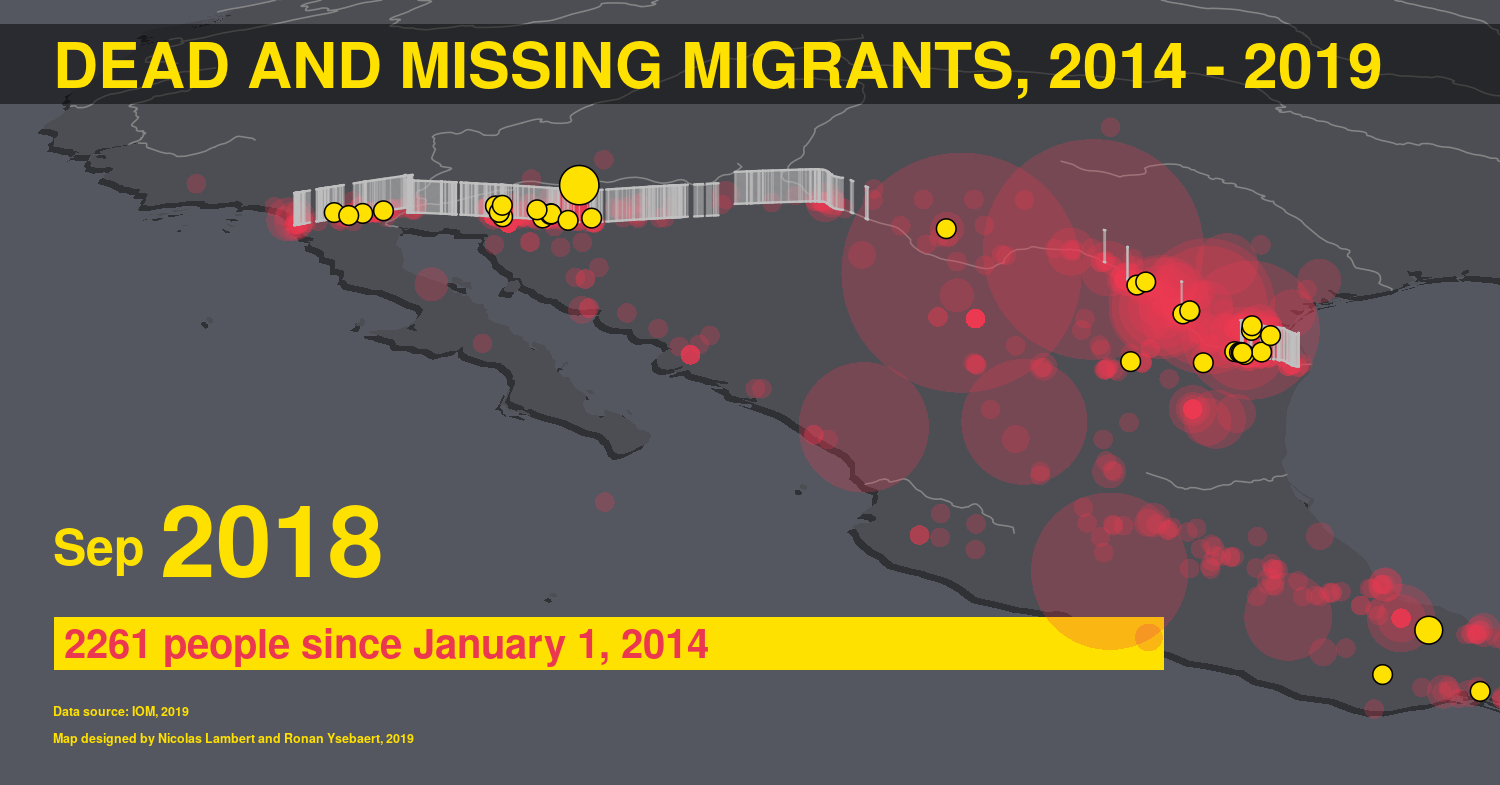 DEAD AND MISSING MIGRANTS, 2014 - 2019
Sep 2018
2261 people since January 1, 2014
Data source: IOM, 2019
Map designed by Nicolas Lambert and Ronan Ysebaert, 2019